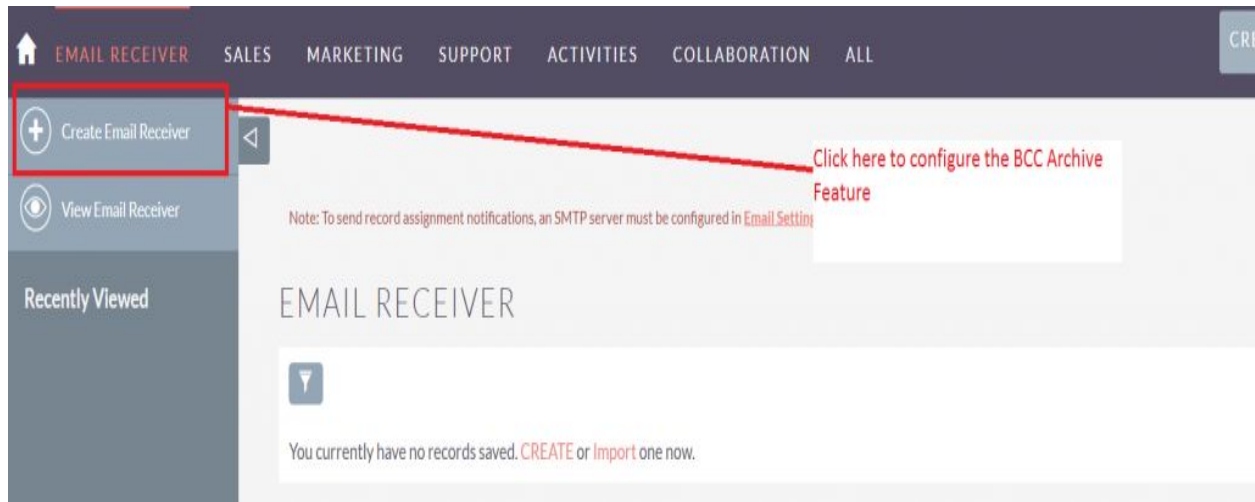 EMAIL RECEIVER SALES MARKETING SUPPORT ACTIVITIES COLLABORATION ALL
Create Email Receiver
View Email Receiver
Recently Viewed
Click here to configure the BCC Archive
Feature
Note: To send record assignment notifications, an SMTP server must be configured in Email
EMAIL RECEIVER
You currently have no records saved. CREATE or Import one now.